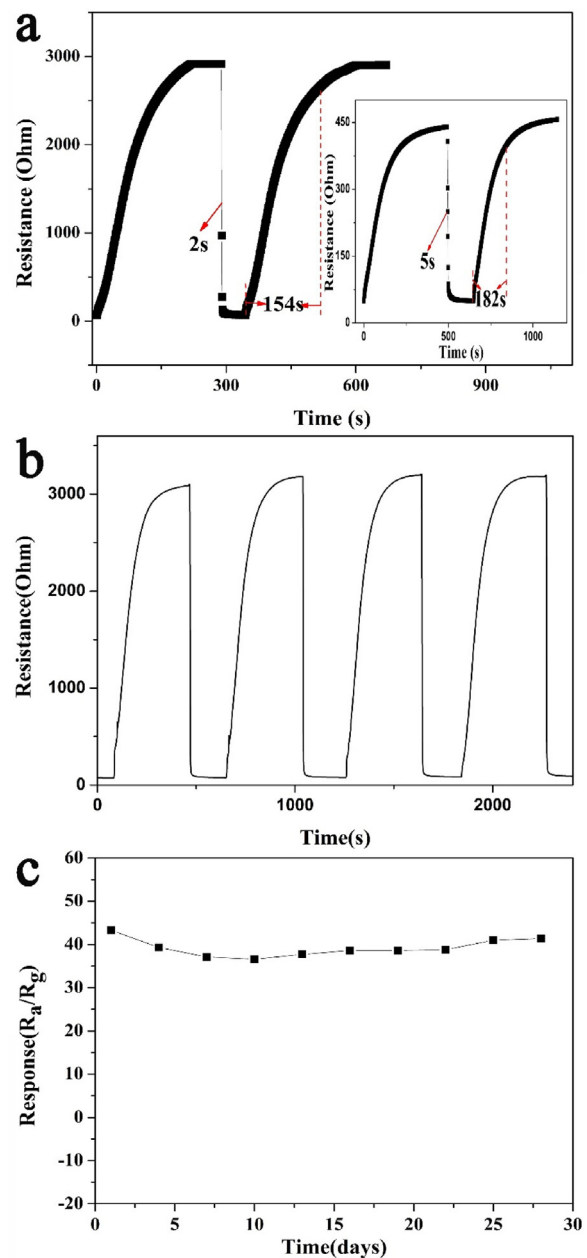 a
3000
2000
1000
0
Resistance (Ohm)
2s
154s
0
300
600
900
Time (s)
450
300
150
0
Resistance (Ohm)
5s
182s
0
500
1000
Time (s)
b
3000
2000
1000
0
Resistance(Ohm)
0
1000
2000
Time(s)
c
60
50
40
30
20
10
0
-10
-20
Response(Ra/Rg)
0
5
10
15
20
25
30
Time(days)